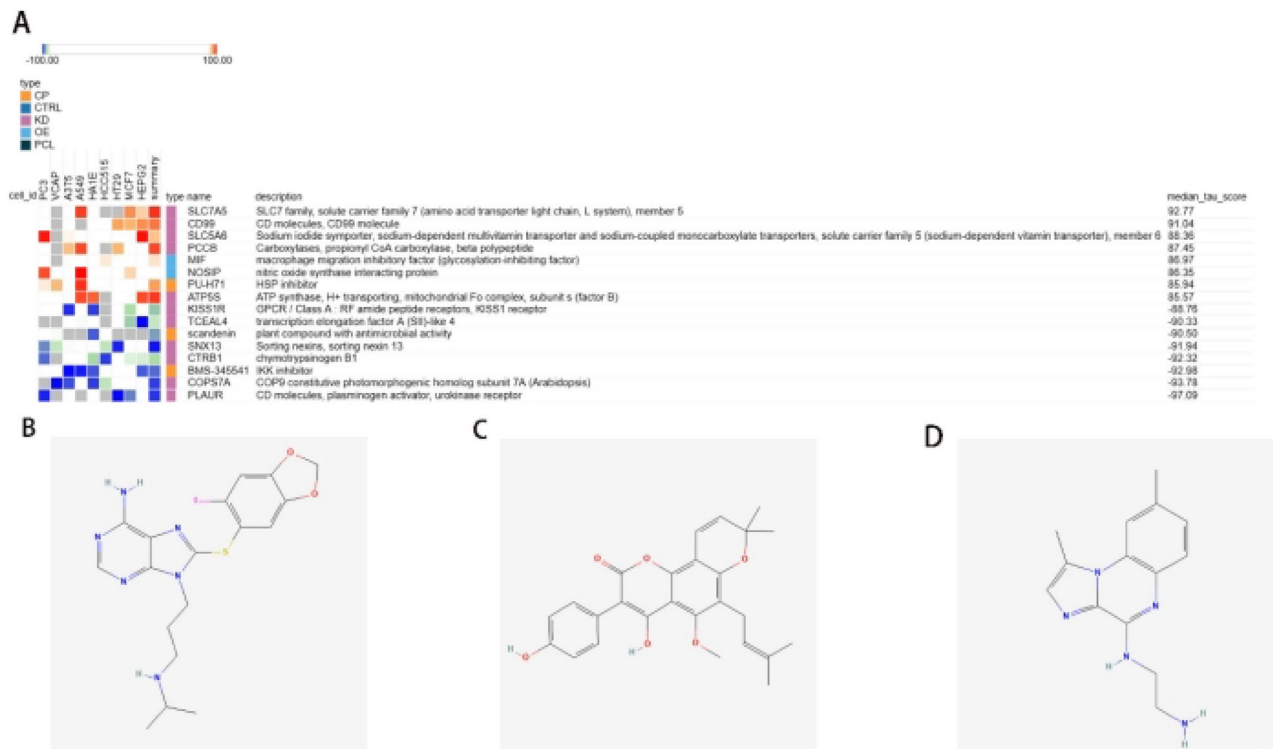 A
-100.00 100.00
type
CP
CTRL
KD
OE
PCL
cell_id PC3 VCAP A375 A549 HA1E HCC515 HT29 MCF7 HEPG2 summary type name description median_tau_score
SLC7A5 SLC7 family, solute carrier family 7 (amino acid transporter light chain, L system), member 5 92.77
CD99 CD molecules, CD99 molecule 91.04
SLC5A6 Sodium iodide symporter, sodium-dependent multivitamin transporter and sodium-coupled monocarboxylate transporters, solute carrier family 5 (sodium-dependent vitamin transporter), member 6 88.36
PCCB Carboxylases, propionyl CoA carboxylase, beta polypeptide 87.45
MIF macrophage migration inhibitory factor (glycosylation-inhibiting factor) 86.97
NOSIP nitric oxide synthase interacting protein 86.35
PU-H71 HSP inhibitor 85.94
ATP5S ATP synthase, H+ transporting, mitochondrial Fo complex, subunit s (factor B) 85.57
KISS1R GPCR / Class A : RF amide peptide receptors, KISS1 receptor -88.76
TCEAL4 transcription elongation factor A (SII)-like 4 -90.33
scandenin plant compound with antimicrobiial activity -90.50
SNX13 Sorting nexins, sorting nexin 13 -91.94
CTRB1 chymotrypsinogen B1 -92.32
BMS-345541 IKK inhibitor -92.98
COPS7A COP9 constitutive photomorphogenic homolog subunit 7A (Arabidopsis) -93.78
PLAUR CD molecules, plasminogen activator, urokinase receptor -97.09
B C D
H H
N
N N
N N
I
S
O
O
H N
O O
O
H O
H O
O
N
N N
H N
N H
H